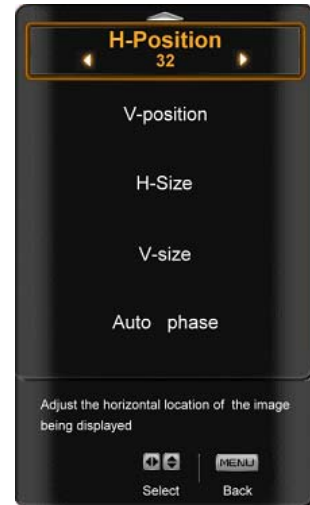 H-Position
32
V-position
H-Size
V-size
Auto phase
Adjust the horizontal location of the image
being displayed
MENU
Select Back